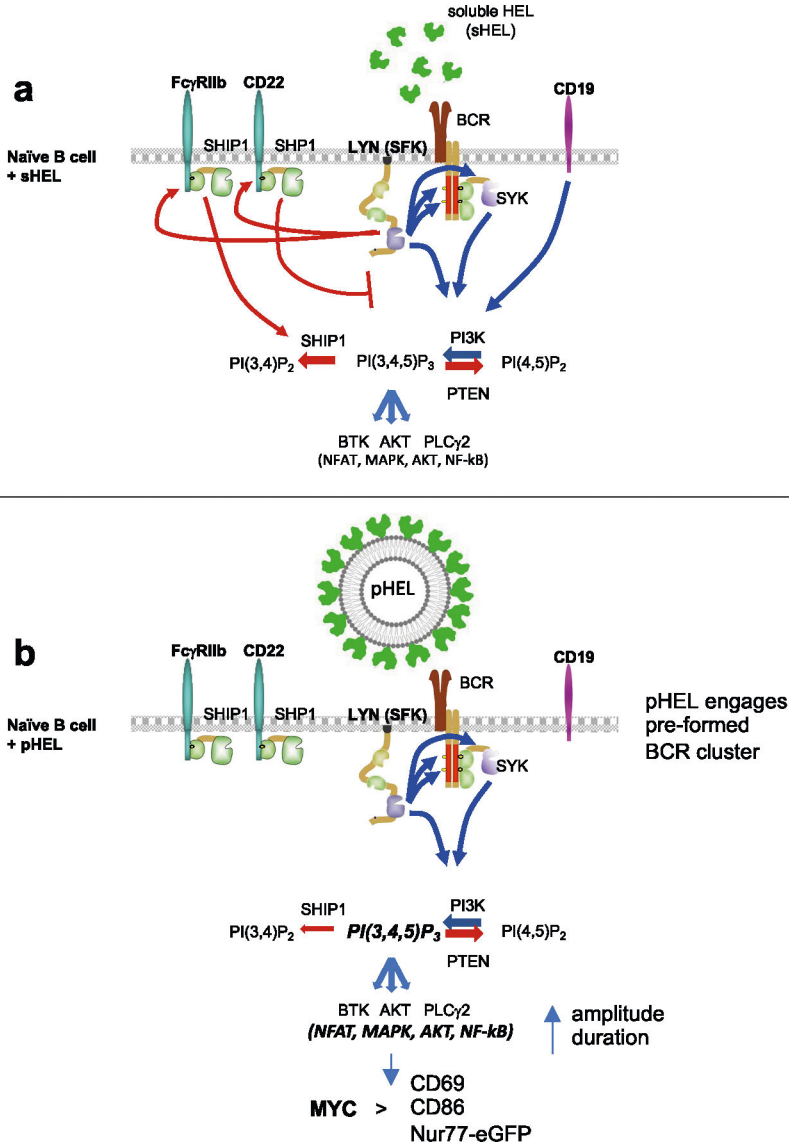 soluble HEL
(sHEL)
a
FcγRIIb
CD22
BCR
CD19
SHIP1
SHP1
LYN (SFK)
Naïve B cell
+ sHEL
SYK
SHIP1
PI3K
PI(3,4)P2
PI(3,4,5)P3
PI(4,5)P2
PTEN
BTK AKT PLCγ2
(NFAT, MAPK, AKT, NF-kB)
pHEL
b
FcγRIIb
CD22
BCR
CD19
SHIP1
SHP1
LYN (SFK)
Naïve B cell
+ pHEL
pHEL engages
pre-formed
BCR cluster
SYK
SHIP1
PI3K
PI(3,4)P2
PI(3,4,5)P3
PI(4,5)P2
PTEN
BTK AKT PLCγ2
(NFAT, MAPK, AKT, NF-kB)
amplitude
duration
CD69
MYC > CD86
Nur77-eGFP